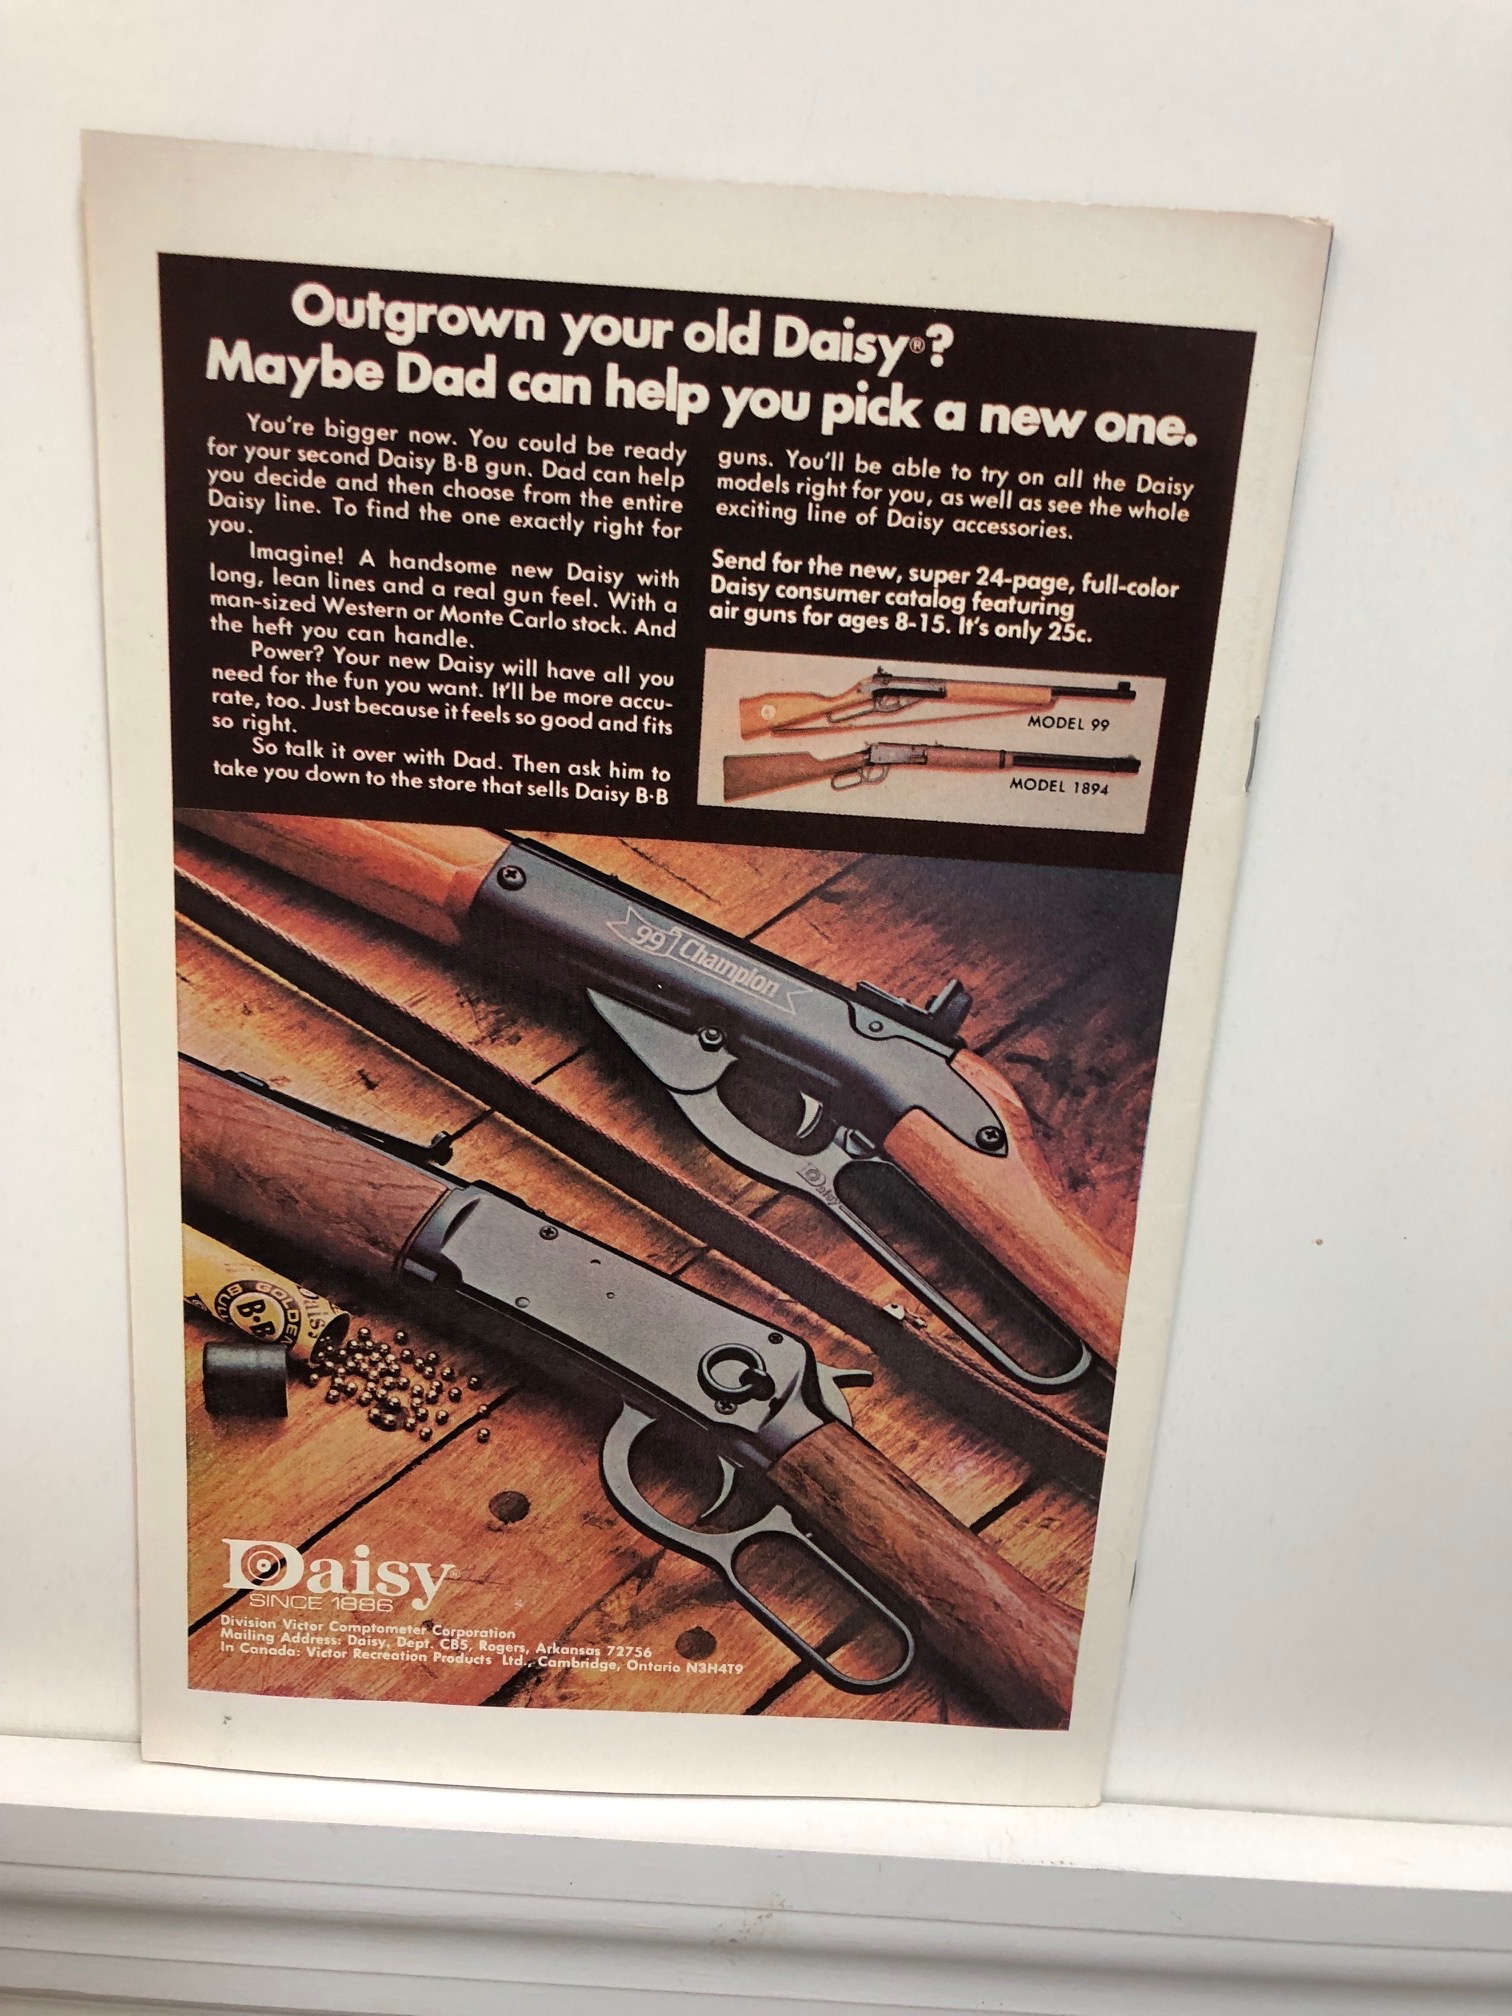 Outgrown your old Daisy®?
Maybe Dad can help you pick a new one.
You're bigger now. You could be ready
for your second Daisy B·B gun. Dad can help
you decide and then choose from the entire
Daisy line. To find the one exactly right for
you.
Imagine! A handsome new Daisy with
long, lean lines and a real gun feel. With a
man-sized Western or Monte Carlo stock. And
the heft you can handle.
Power? Your new Daisy will have all you
need for the fun you want. It'll be more accu-
rate, too. Just because it feels so good and fits
so right.
So talk it over with Dad. Then ask him to
take you down to the store that sells Daisy B·B
guns. You'll be able to try on all the Daisy
models right for you, as well as see the whole
exciting line of Daisy accessories.
Send for the new, super 24-page, full-color
Daisy consumer catalog featuring
air guns for ages 8-15. It's only 25c.
MODEL 99
MODEL 1894
99 Champion
Daisy
GOLDEN
B·B
Daisy®
SINCE 1886
Division Victor Comptometer Corporation
Mailing Address: Daisy, Dept. CB5, Rogers, Arkansas 72756
In Canada: Victor Recreation Products Ltd., Cambridge, Ontario N3H4T9